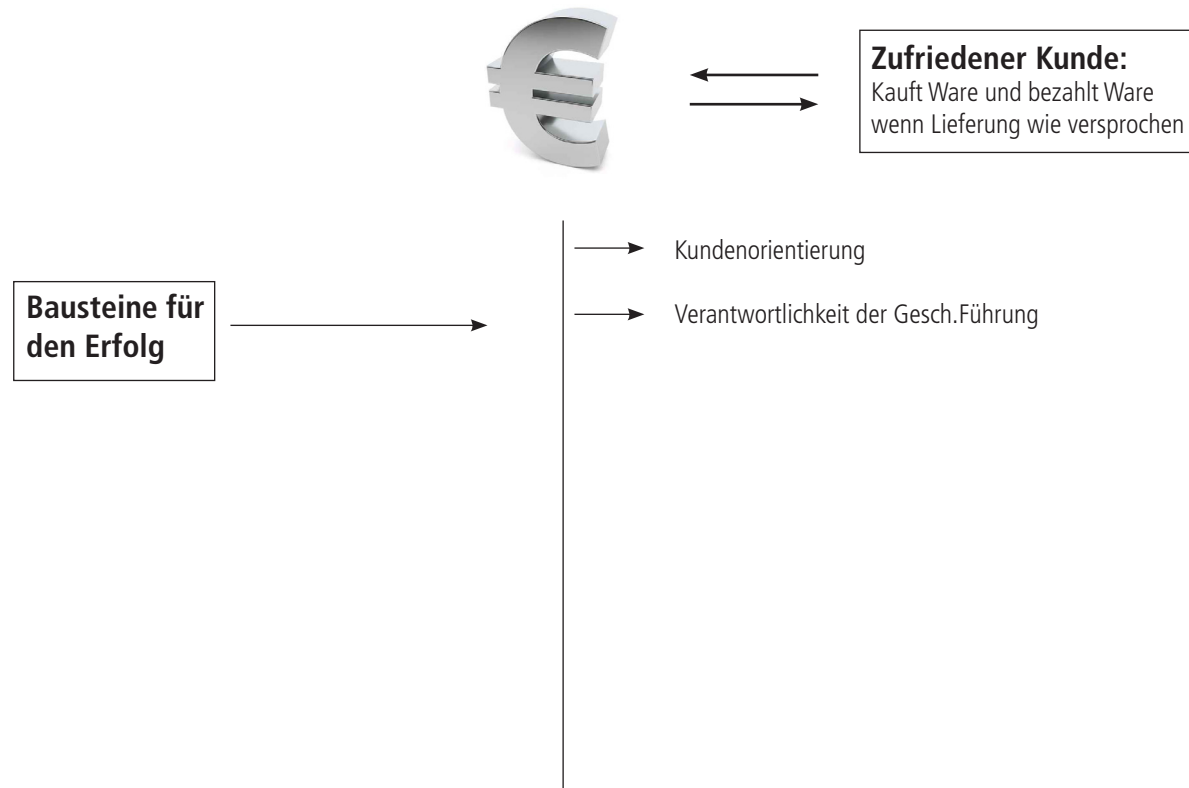 Zufriedener Kunde:
Kauft Ware und bezahlt Ware
wenn Lieferung wie versprochen
Kundenorientierung
Bausteine für
den Erfolg
Verantwortlichkeit der Gesch.Führung